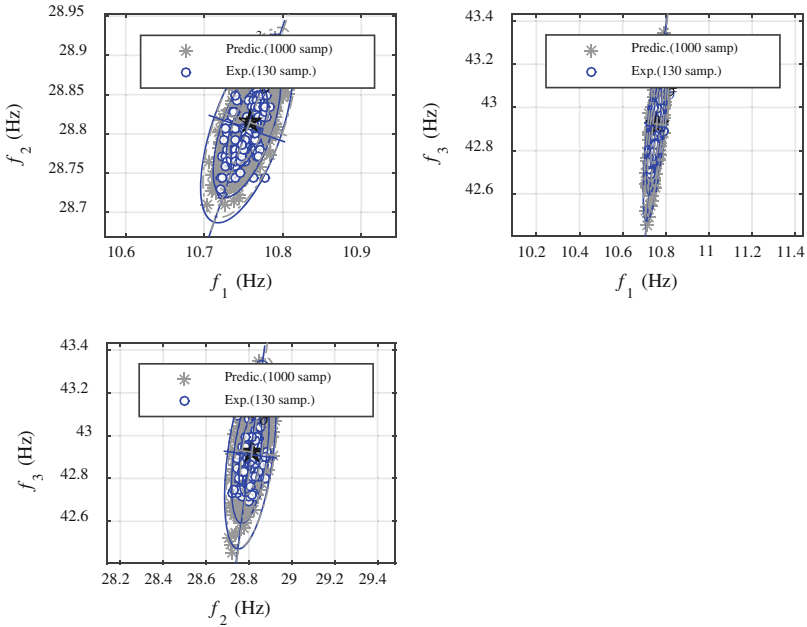 28.95
28.9
28.85
28.8
28.75
28.7
f2 (Hz)
Predic.(1000 samp)
Exp.(130 samp.)
10.6 10.7 10.8 10.9
f1 (Hz)
43.4
43.2
43
42.8
42.6
f3 (Hz)
Predic.(1000 samp)
Exp.(130 samp.)
10.2 10.4 10.6 10.8 11 11.2 11.4
f1 (Hz)
43.4
43.2
43
42.8
42.6
f3 (Hz)
Predic.(1000 samp)
Exp.(130 samp.)
28.2 28.4 28.6 28.8 29 29.2 29.4
f2 (Hz)